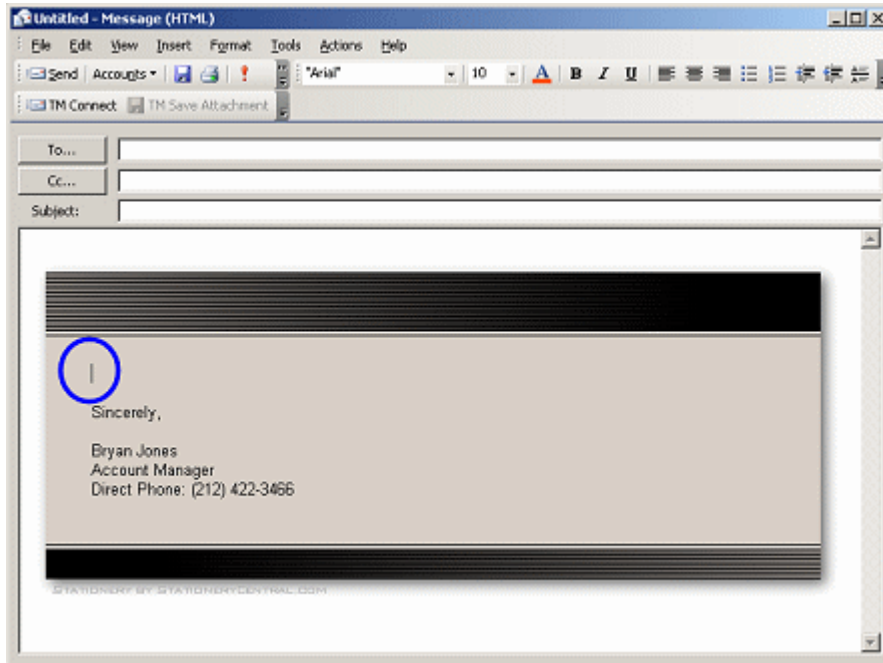 Untitled - Message (HTML)
File Edit View Insert Format Tools Actions Help
Send Accounts "Arial" 10 A B I U
TM Connect TM Save Attachment
To...
Cc...
Subject:
Sincerely,
Bryan Jones
Account Manager
Direct Phone: (212) 422-3466
Stationery by StationeryCentral.com